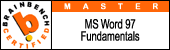 BRAINBENCH
CERTIFIED
MASTER
MS Word 97
Fundamentals